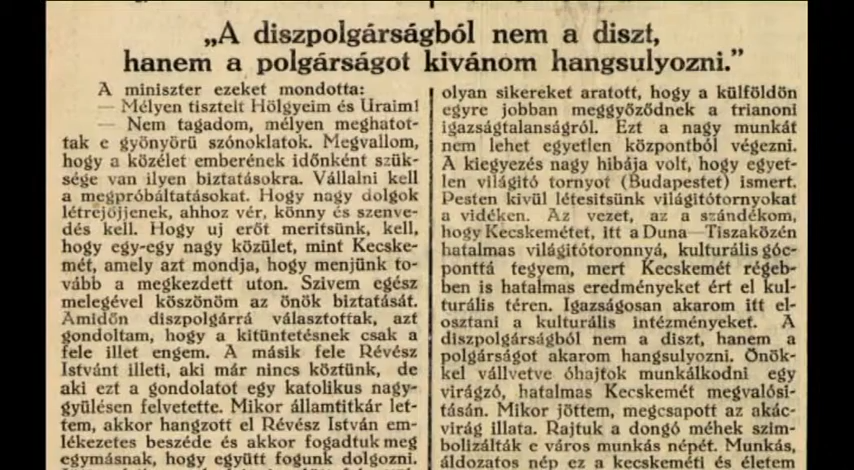 „A diszpolgárságból nem a diszt,
hanem a polgárságot kivánom hangsulyozni.”
A miniszter ezeket mondotta:
— Mélyen tisztelt Hölgyeim és Uraim!
— Nem tagadom, mélyen meghatot-
tak e gyönyörü szónoklatok. Megvallom,
hogy a közélet emberének időnként szük-
sége van ilyen biztatásokra. Vállalni kell
a megpróbáltatásokat. Hogy nagy dolgok
létrejöjjenek, ahhoz vér, könny és szenve-
dés kell. Hogy uj erőt meritsünk, kell,
hogy egy-egy nagy közület, mint Kecske-
mét, amely azt mondja, hogy menjünk to-
vább a megkezdett uton. Szivem egész
melegével köszönöm az önök biztatását.
Amidőn diszpolgárrá választottak, azt
gondoltam, hogy a kitüntetésnek csak a
fele illet engem. A másik fele Révész
Istvánt illeti, aki már nincs köztünk, de
aki ezt a gondolatot egy katolikus nagy-
gyülésen felvetette. Mikor államtitkár let-
tem, akkor hangzott el Révész István em-
lékezetes beszéde és akkor fogadtuk meg
egymásnak, hogy együtt fogunk dolgozni.
olyan sikereket aratott, hogy a külföldön
egyre jobban meggyőződnek a trianoni
igazságtalanságról. Ezt a nagy munkát
nem lehet egyetlen központból végezni.
A kiegyezés nagy hibája volt, hogy egyet-
len világitó tornyot (Budapestet) ismert.
Pesten kivül létesitsünk világitótornyokat
a vidéken. Az vezet, az a szándékom,
hogy Kecskemétet, itt a Duna—Tiszaközén
hatalmas világitótoronnyá, kulturális góc-
ponttá tegyem, mert Kecskemét régeb-
ben is hatalmas eredményeket ért el kul-
turális téren. Igazságosan akarom itt el-
osztani a kulturális intézményeket. A
diszpolgárságból nem a diszt, hanem a
polgárságot akarom hangsulyozni. Önök-
kel vállvetve óhajtok munkálkodni egy
virágzó, hatalmas Kecskemét megvalósi-
tásán. Mikor jöttem, megcsapott az akác-
virág illata. Rajtuk a dongó méhek szim-
bolizálták e város munkás népét. Munkás,
áldozatos nép ez a kecskeméti és életem